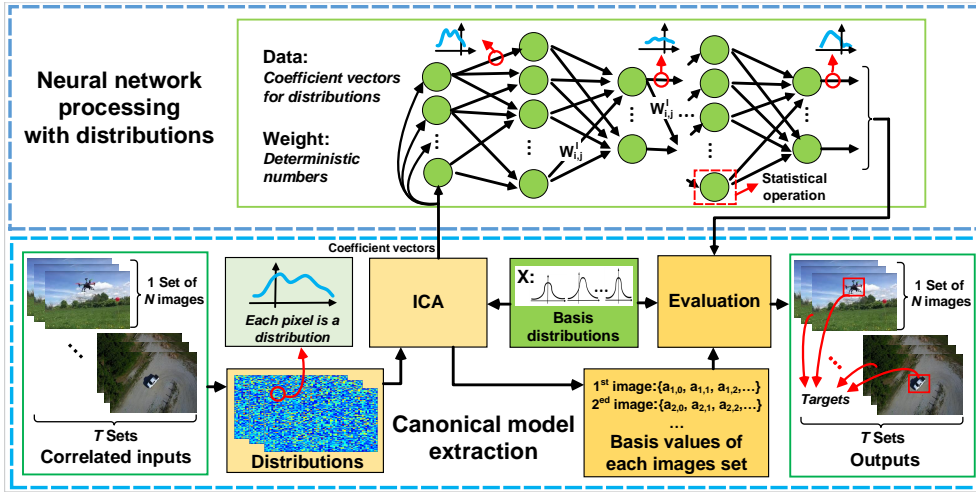 Neural network
processing
with distributions
Data:
Coefficient vectors
for distributions
Weight:
Deterministic
numbers
W^l_{i,j}
W^l_{i,j}
Statistical
operation
Coefficient vectors
1 Set of
N images
T Sets
Correlated inputs
Each pixel is a
distribution
Distributions
ICA
X:
Basis
distributions
Evaluation
Canonical model
extraction
1st image:{a1,0, a1,1, a1,2,…}
2ed image:{a2,0, a2,1, a2,2,…}
…
Basis values of
each images set
1 Set of
N images
Targets
T Sets
Outputs